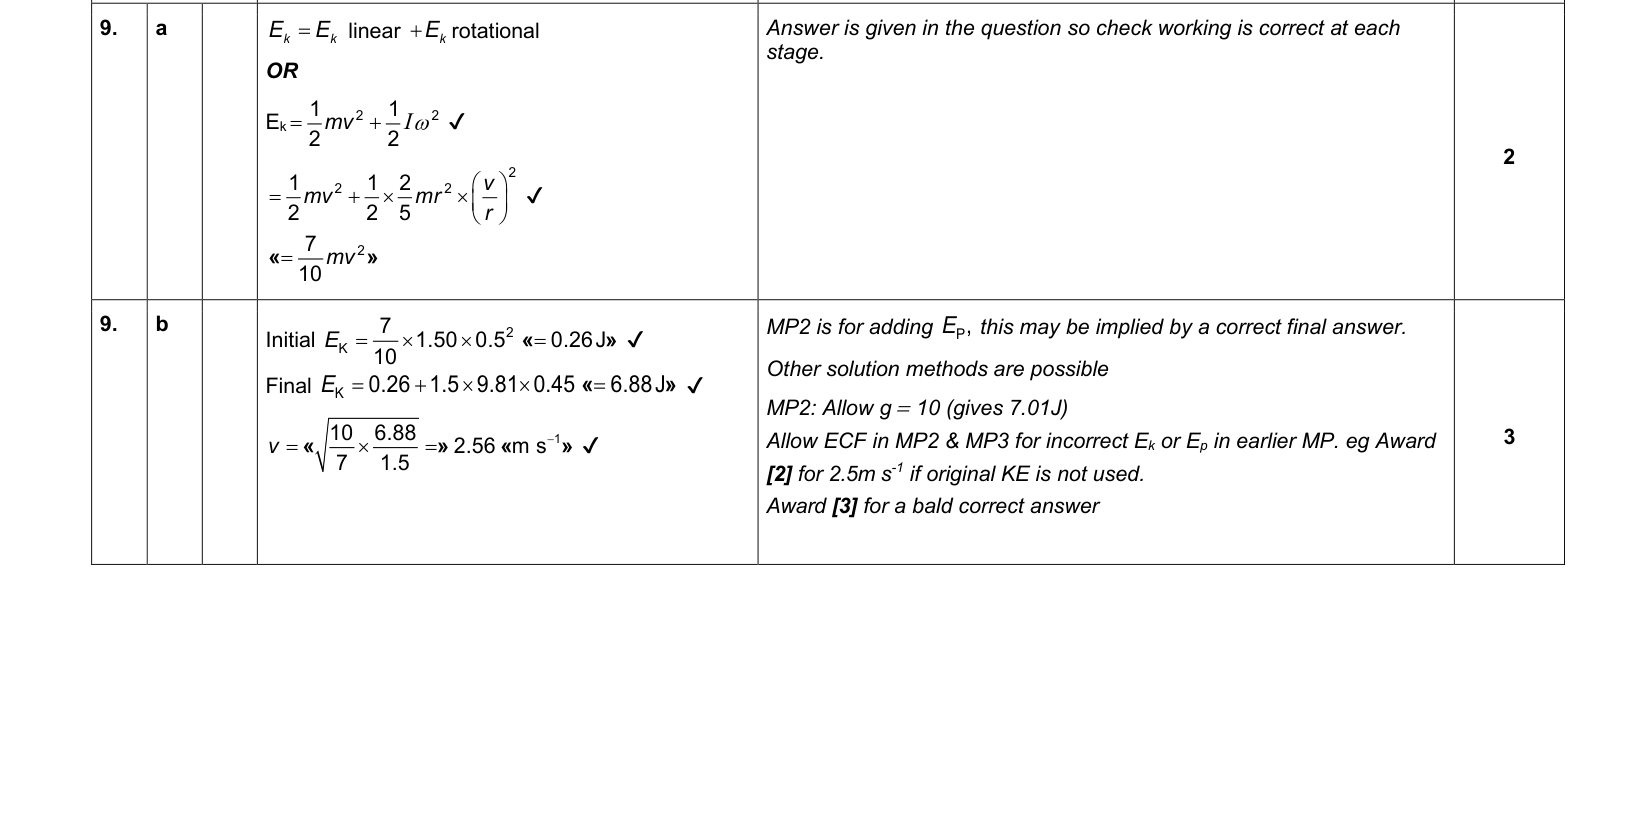 9. a E_k = E_k linear + E_k rotational
OR
E_k = 1/2 mv² + 1/2 Iω² ✓
= 1/2 mv² + 1/2 × 2/5 mr² × (v/r)² ✓
«= 7/10 mv²»
Answer is given in the question so check working is correct at each
stage.
2
9. b Initial E_K = 7/10 × 1.50 × 0.5² «= 0.26 J» ✓
Final E_K = 0.26 + 1.5 × 9.81 × 0.45 «= 6.88 J» ✓
v = «√(10/7 × 6.88/1.5) =» 2.56 «m s⁻¹» ✓
MP2 is for adding E_P, this may be implied by a correct final answer.
Other solution methods are possible
MP2: Allow g = 10 (gives 7.01J)
Allow ECF in MP2 & MP3 for incorrect E_k or E_p in earlier MP. eg Award
[2] for 2.5m s⁻¹ if original KE is not used.
Award [3] for a bald correct answer
3